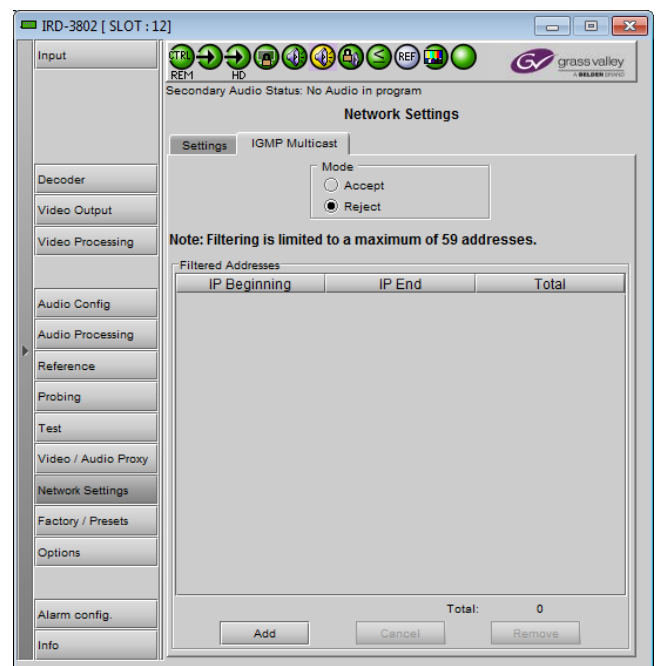 IRD-3802 [ SLOT : 12]
Input
CTRL
REF
REM
HD
GV
grass valley
A BELDEN BRAND
Secondary Audio Status: No Audio in program
Network Settings
Settings
IGMP Multicast
Mode
Accept
Reject
Note: Filtering is limited to a maximum of 59 addresses.
Filtered Addresses
IP Beginning
IP End
Total
Decoder
Video Output
Video Processing
Audio Config
Audio Processing
Reference
Probing
Test
Video / Audio Proxy
Network Settings
Factory / Presets
Options
Alarm config.
Info
Total:
0
Add
Cancel
Remove